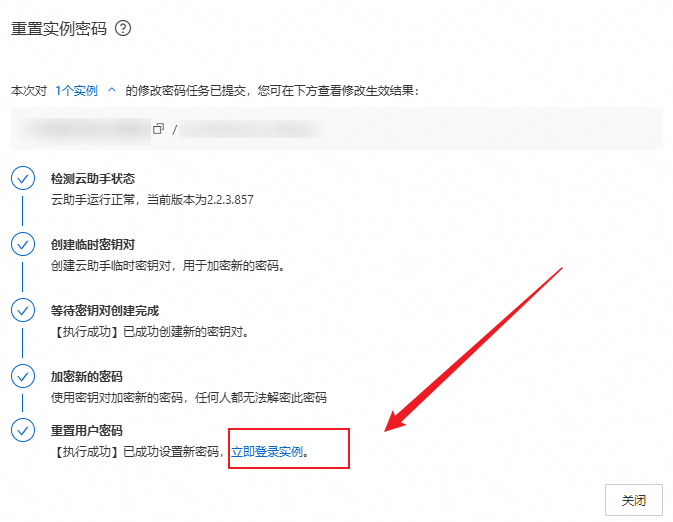 重置实例密码
本次对 1个实例 的修改密码任务已提交，您可在下方查看修改生效结果：
/
检测云助手状态
云助手运行正常，当前版本为2.2.3.857
创建临时密钥对
创建云助手临时密钥对，用于加密新的密码。
等待密钥对创建完成
【执行成功】已成功创建新的密钥对。
加密新的密码
使用密钥对加密新的密码，任何人都无法解密此密码
重置用户密码
【执行成功】已成功设置新密码，立即登录实例。
关闭